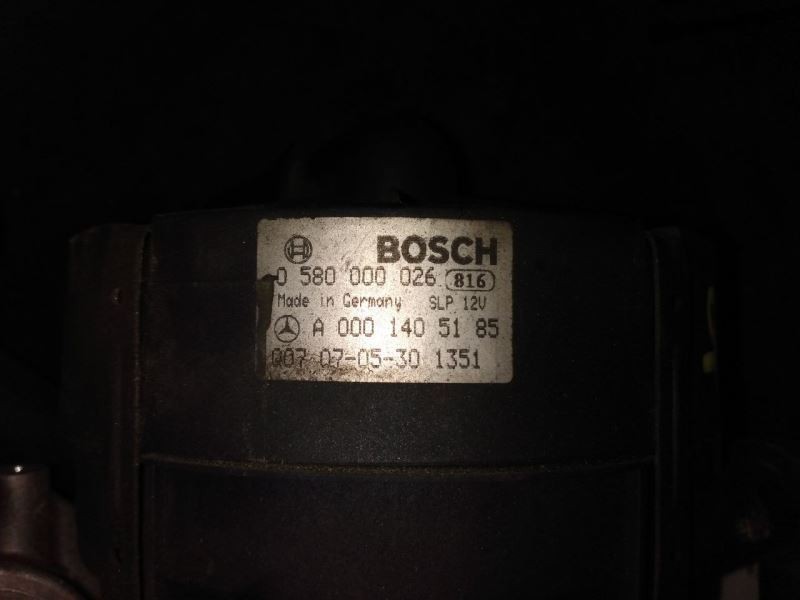 BOSCH
0 580 000 026 816
Made in Germany SLP 12V
A 000 140 51 85
007 07-05-30 1351